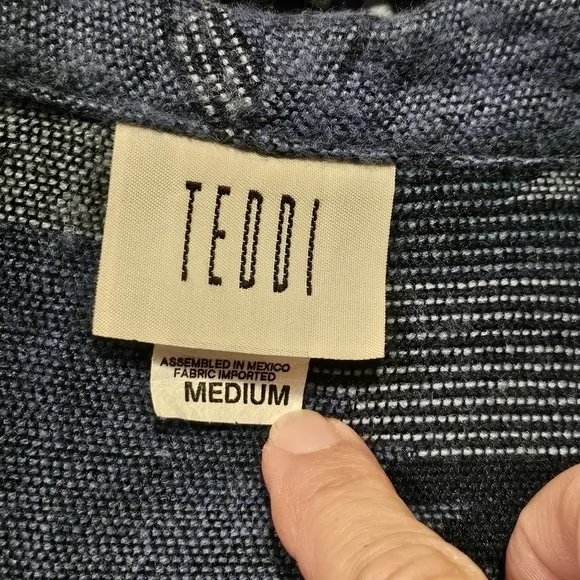 TEDDI
ASSEMBLED IN MEXICO
FABRIC IMPORTED
MEDIUM